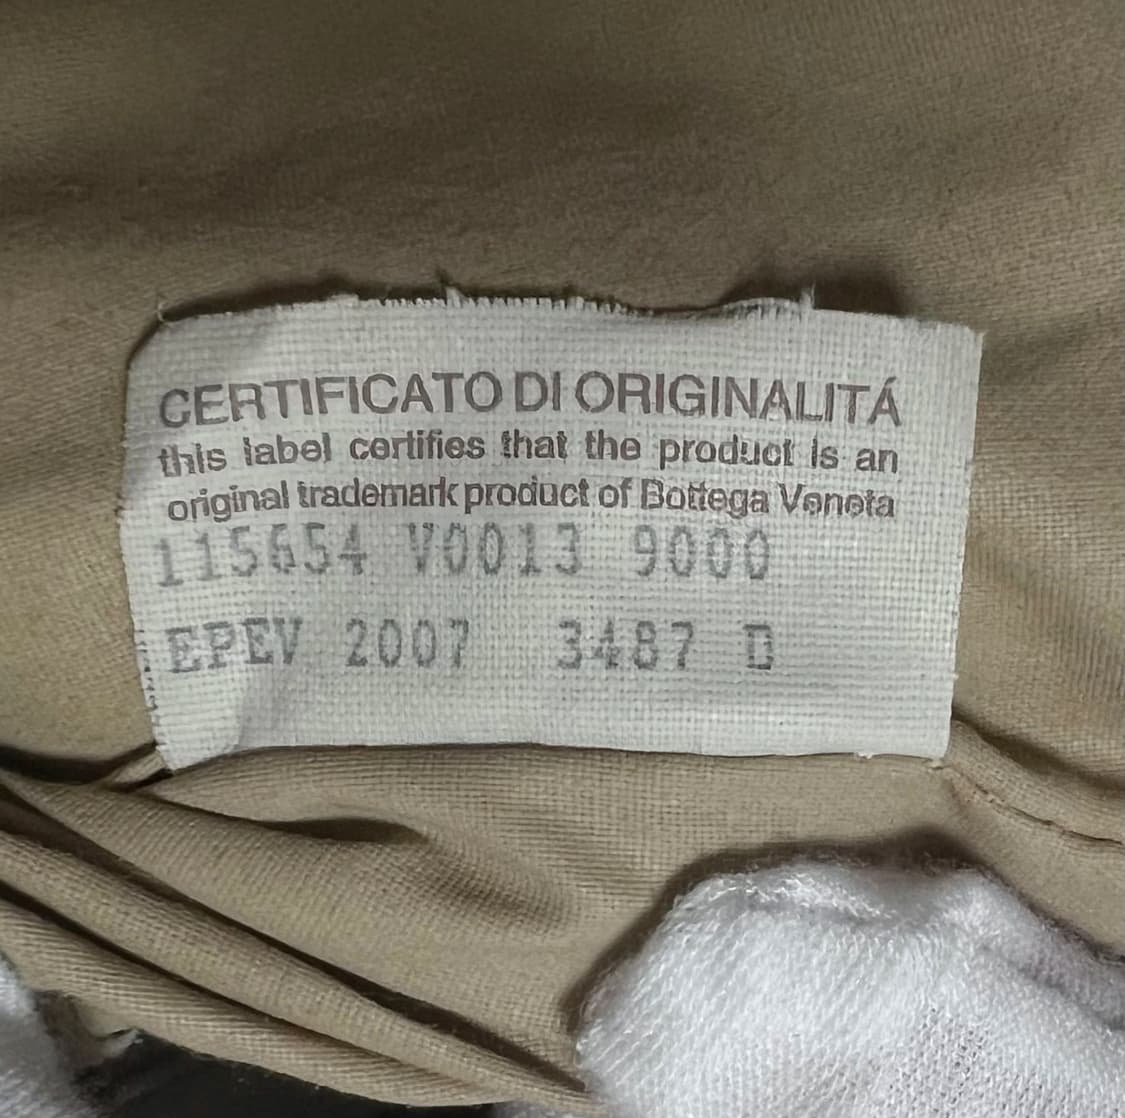 CERTIFICATO DI ORIGINALITÁ
this label certifies that the product is an
original trademark product of Bottega Veneta
115654 V0013 9000
EPEV 2007 3487 D